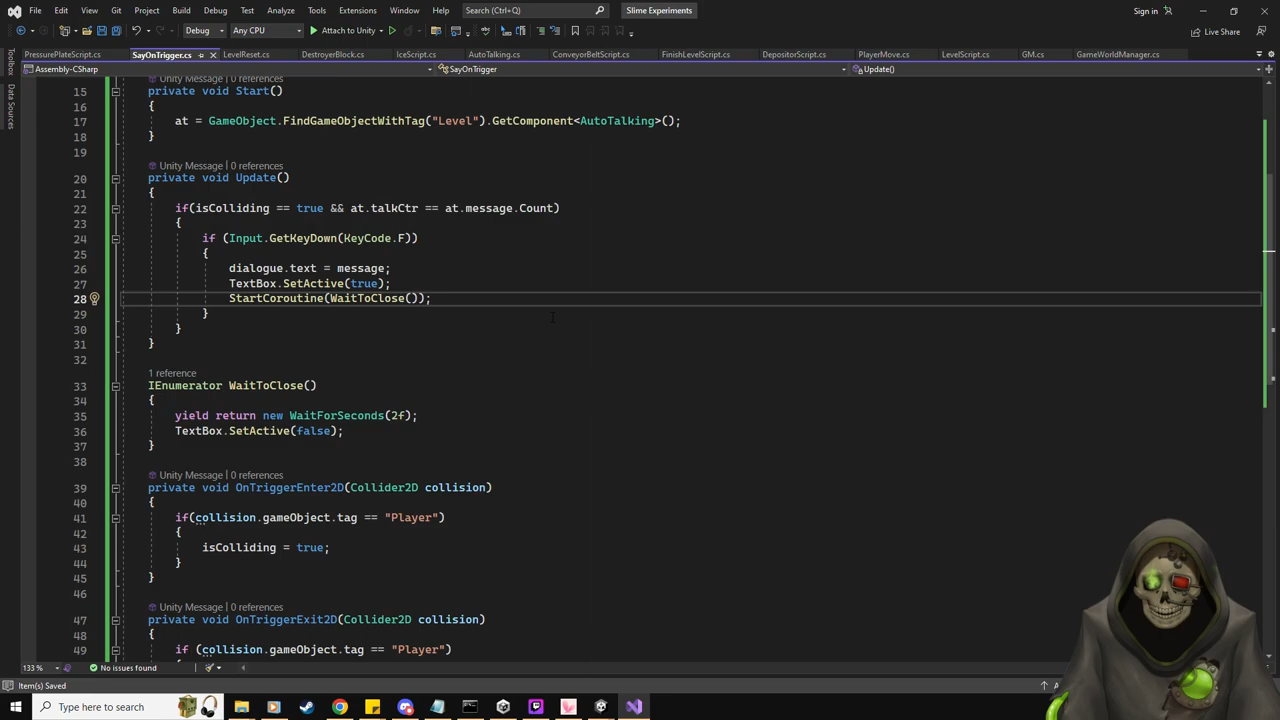 File Edit View Git Project Build Debug Test Analyze Tools Extensions Window Help Search (Ctrl+Q) Slime Experiments Sign in
Debug Any CPU Attach to Unity Live Share
PressurePlateScript.cs SayOnTrigger.cs LevelReset.cs DestroyerBlock.cs IceScript.cs AutoTalking.cs ConveyorBeltScript.cs FinishLevelScript.cs DepositorScript.cs PlayerMove.cs LevelScript.cs GM.cs GameWorldManager.cs
Toolbox
Data Sources
Assembly-CSharp SayOnTrigger Update()
Unity Message | 0 references
15 private void Start()
16 {
17 at = GameObject.FindGameObjectWithTag("Level").GetComponent<AutoTalking>();
18 }
19
Unity Message | 0 references
20 private void Update()
21 {
22 if(isColliding == true && at.talkCtr == at.message.Count)
23 {
24 if (Input.GetKeyDown(KeyCode.F))
25 {
26 dialogue.text = message;
27 TextBox.SetActive(true);
28 StartCoroutine(WaitToClose());
29 }
30 }
31 }
32
1 reference
33 IEnumerator WaitToClose()
34 {
35 yield return new WaitForSeconds(2f);
36 TextBox.SetActive(false);
37 }
38
Unity Message | 0 references
39 private void OnTriggerEnter2D(Collider2D collision)
40 {
41 if(collision.gameObject.tag == "Player")
42 {
43 isColliding = true;
44 }
45 }
46
Unity Message | 0 references
47 private void OnTriggerExit2D(Collider2D collision)
48 {
49 if (collision.gameObject.tag == "Player")
133 % No issues found
Item(s) Saved
Type here to search